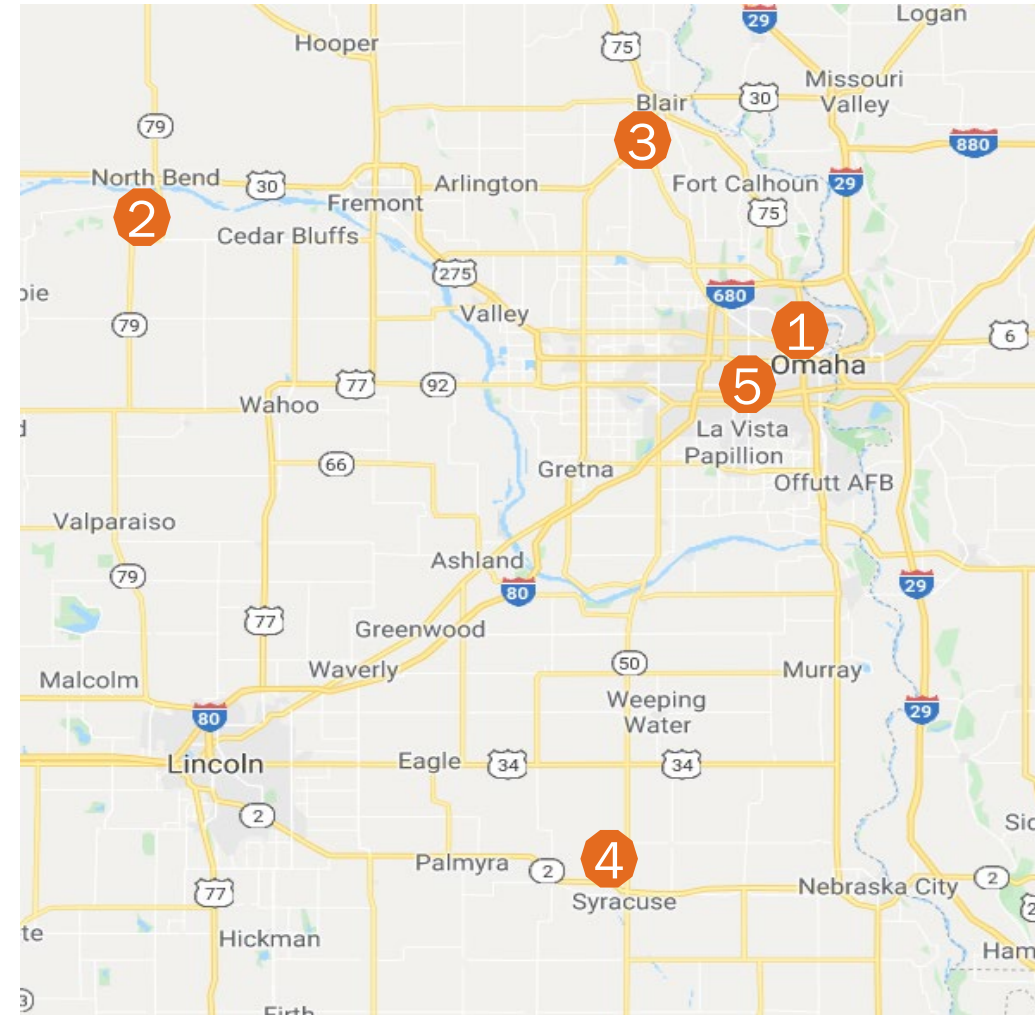 Logan
29
Hooper
75
Missouri
Valley
Blair
30
79
3
880
North Bend
30
Arlington
Fort Calhoun
29
Fremont
2
75
Cedar Bluffs
275
680
79
Valley
1
6
Omaha
77
92
5
Wahoo
La Vista
Papillion
66
Gretna
Offutt AFB
Valparaiso
Ashland
79
80
29
77
Greenwood
50
Waverly
Murray
Malcolm
Weeping
Water
80
29
Lincoln
Eagle
34
34
2
4
Palmyra
2
Nebraska City
2
77
Syracuse
Hickman